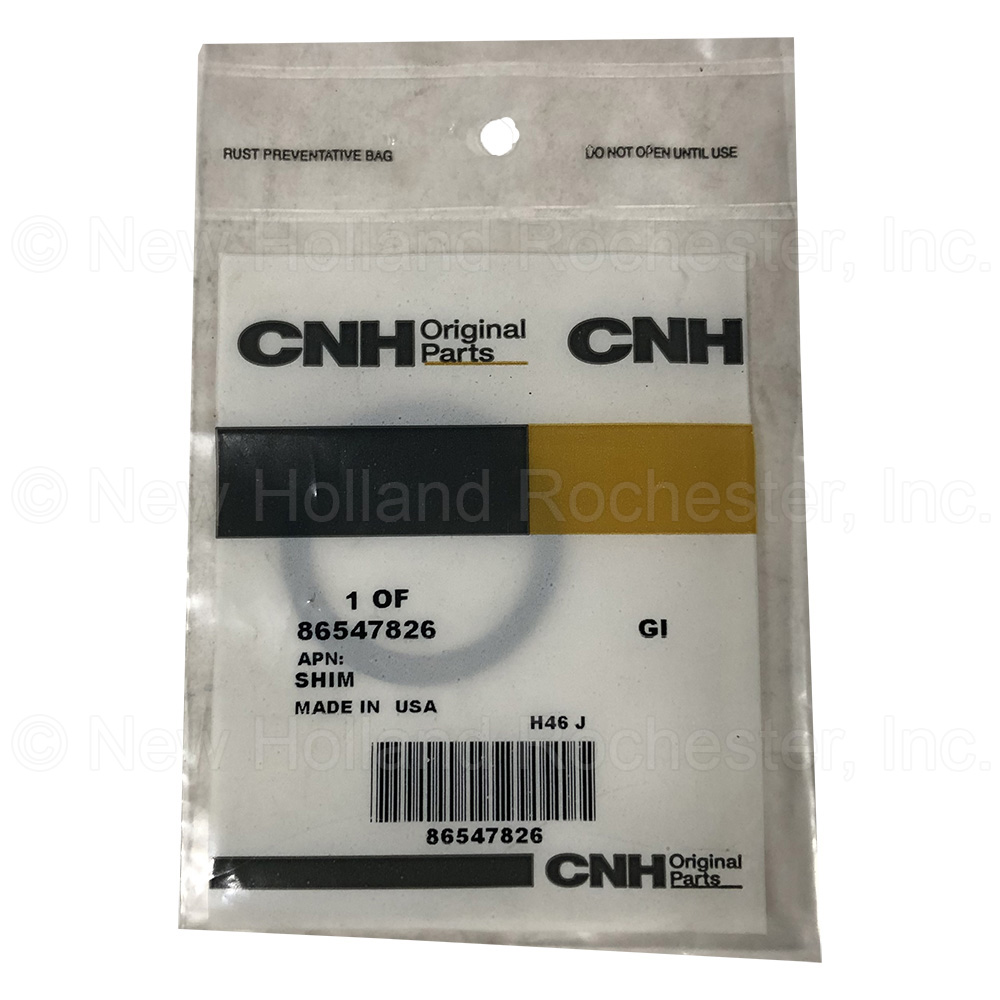 RUST PREVENTATIVE BAG
DO NOT OPEN UNTIL USE
© New Holland Rochester, Inc.
CNH Original Parts
CNH
© New Holland Rochester, Inc.
1 OF
86547826
GI
APN:
SHIM
MADE IN USA
H46 J
© New Holland Rochester, Inc.
86547826
CNH Original Parts